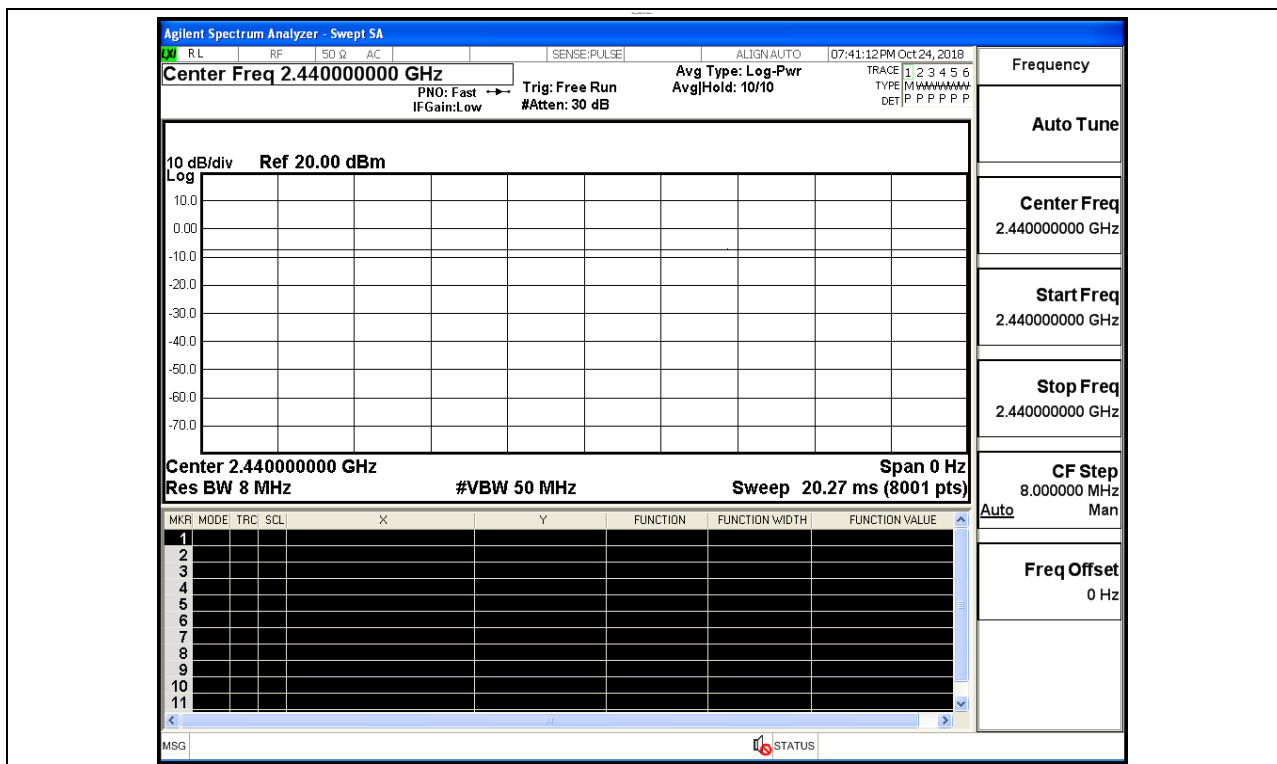 Agilent Spectrum Analyzer - Swept SA
LXI RL RF 50 Ω AC SENSE:PULSE ALIGN AUTO 07:41:12 PM Oct 24, 2018
Center Freq 2.440000000 GHz
PNO: Fast
IFGain:Low
Trig: Free Run
#Atten: 30 dB
Avg Type: Log-Pwr
Avg|Hold: 10/10
TRACE 1 2 3 4 5 6
TYPE M WWWWW
DET P P P P P P
10 dB/div Ref 20.00 dBm
Log
10.0
0.00
-10.0
-20.0
-30.0
-40.0
-50.0
-60.0
-70.0
Center 2.440000000 GHz Span 0 Hz
Res BW 8 MHz #VBW 50 MHz Sweep 20.27 ms (8001 pts)
MKR MODE TRC SCL X Y FUNCTION FUNCTION WIDTH FUNCTION VALUE
1
2
3
4
5
6
7
8
9
10
11
MSG STATUS
Frequency
Auto Tune
Center Freq
2.440000000 GHz
Start Freq
2.440000000 GHz
Stop Freq
2.440000000 GHz
CF Step
8.000000 MHz
Auto Man
Freq Offset
0 Hz